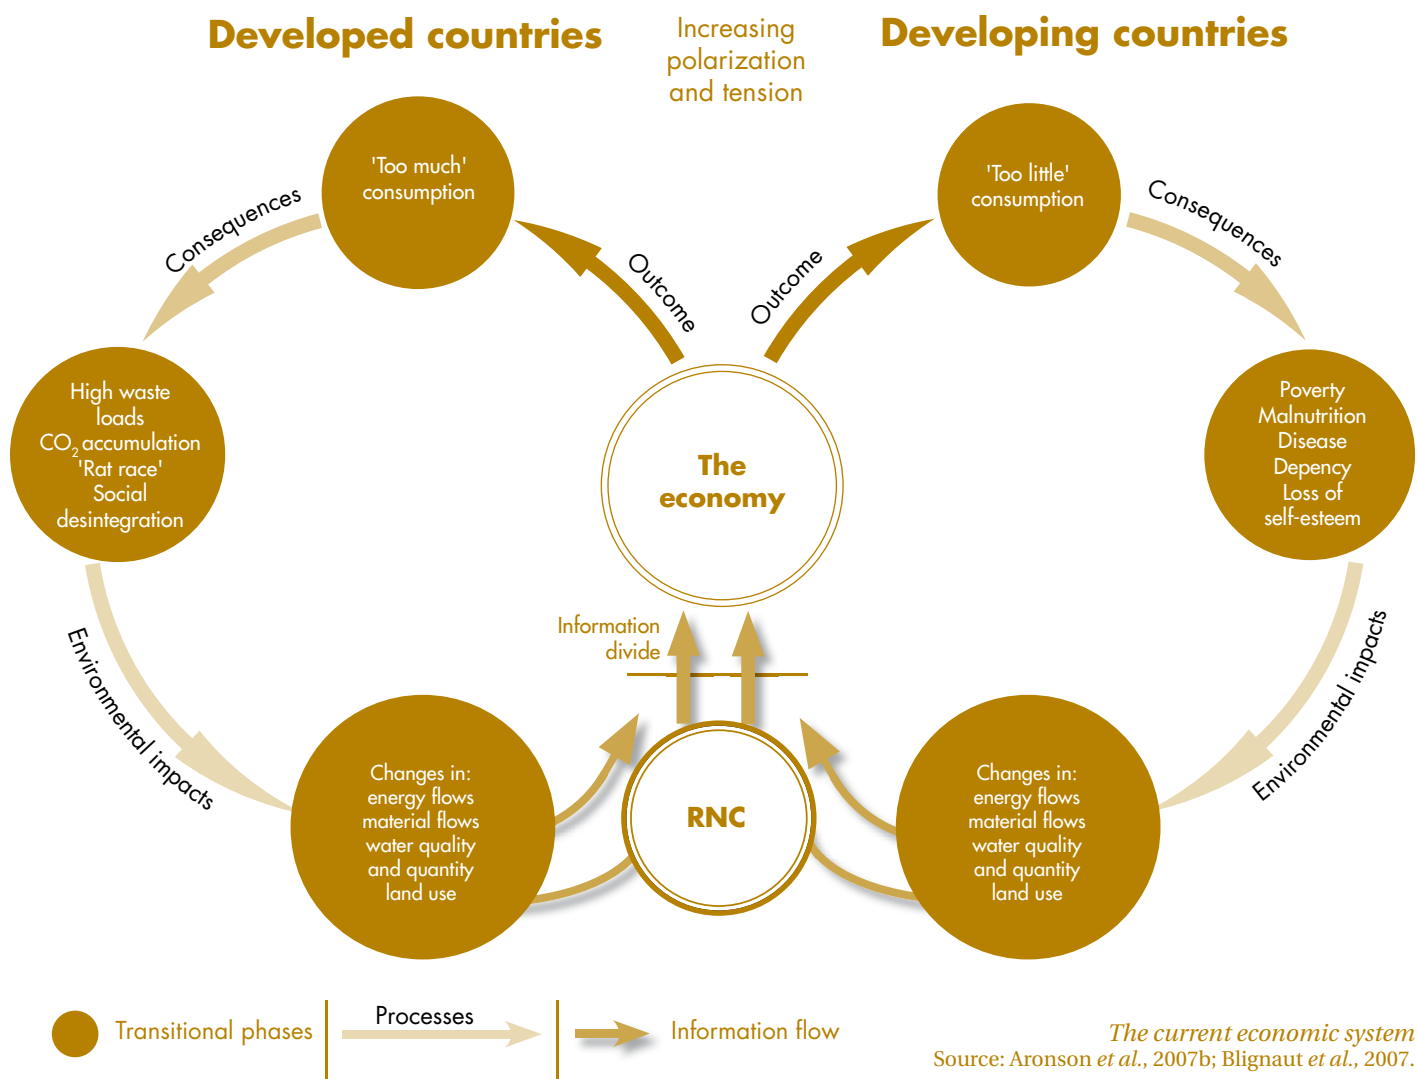 Developed countries
Increasing
polarization
and tension
Developing countries
'Too much'
consumption
'Too little'
consumption
Consequences
Consequences
Outcome
Outcome
High waste
loads
CO2 accumulation
'Rat race'
Social
desintegration
The
economy
Poverty
Malnutrition
Disease
Depency
Loss of
self-esteem
Information
divide
Environmental impacts
Environmental impacts
Changes in:
energy flows
material flows
water quality
and quantity
land use
RNC
Changes in:
energy flows
material flows
water quality
and quantity
land use
Transitional phases
Processes
Information flow
The current economic system
Source: Aronson et al., 2007b; Blignaut et al., 2007.